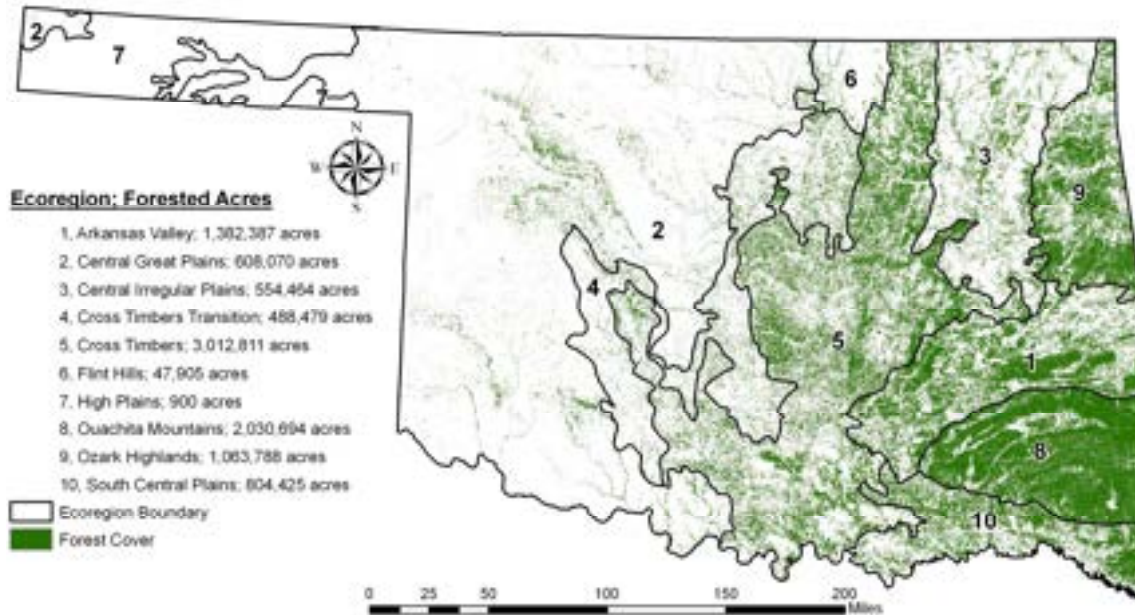 2
7
7
6
3
9
N
W E
S
2
4
5
1
8
10
Ecoregion; Forested Acres
1, Arkansas Valley; 1,382,387 acres
2, Central Great Plains; 608,070 acres
3, Central Irregular Plains; 554,464 acres
4, Cross Timbers Transition; 488,479 acres
5, Cross Timbers; 3,012,811 acres
6, Flint Hills; 47,905 acres
7, High Plains; 900 acres
8, Ouachita Mountains; 2,030,694 acres
9, Ozark Highlands; 1,063,788 acres
10, South Central Plains; 804,425 acres
Ecoregion Boundary
Forest Cover
0 25 50 100 150 200
Miles